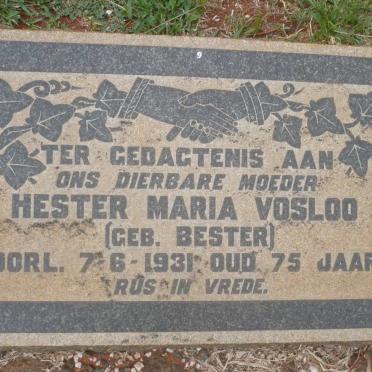 9
TER GEDAGTENIS AAN
ONS DIERBARE MOEDER
HESTER MARIA VOSLOO
(GEB. BESTER)
OORL. 7-6-1931 OUD 75 JAAR
RUS IN VREDE.